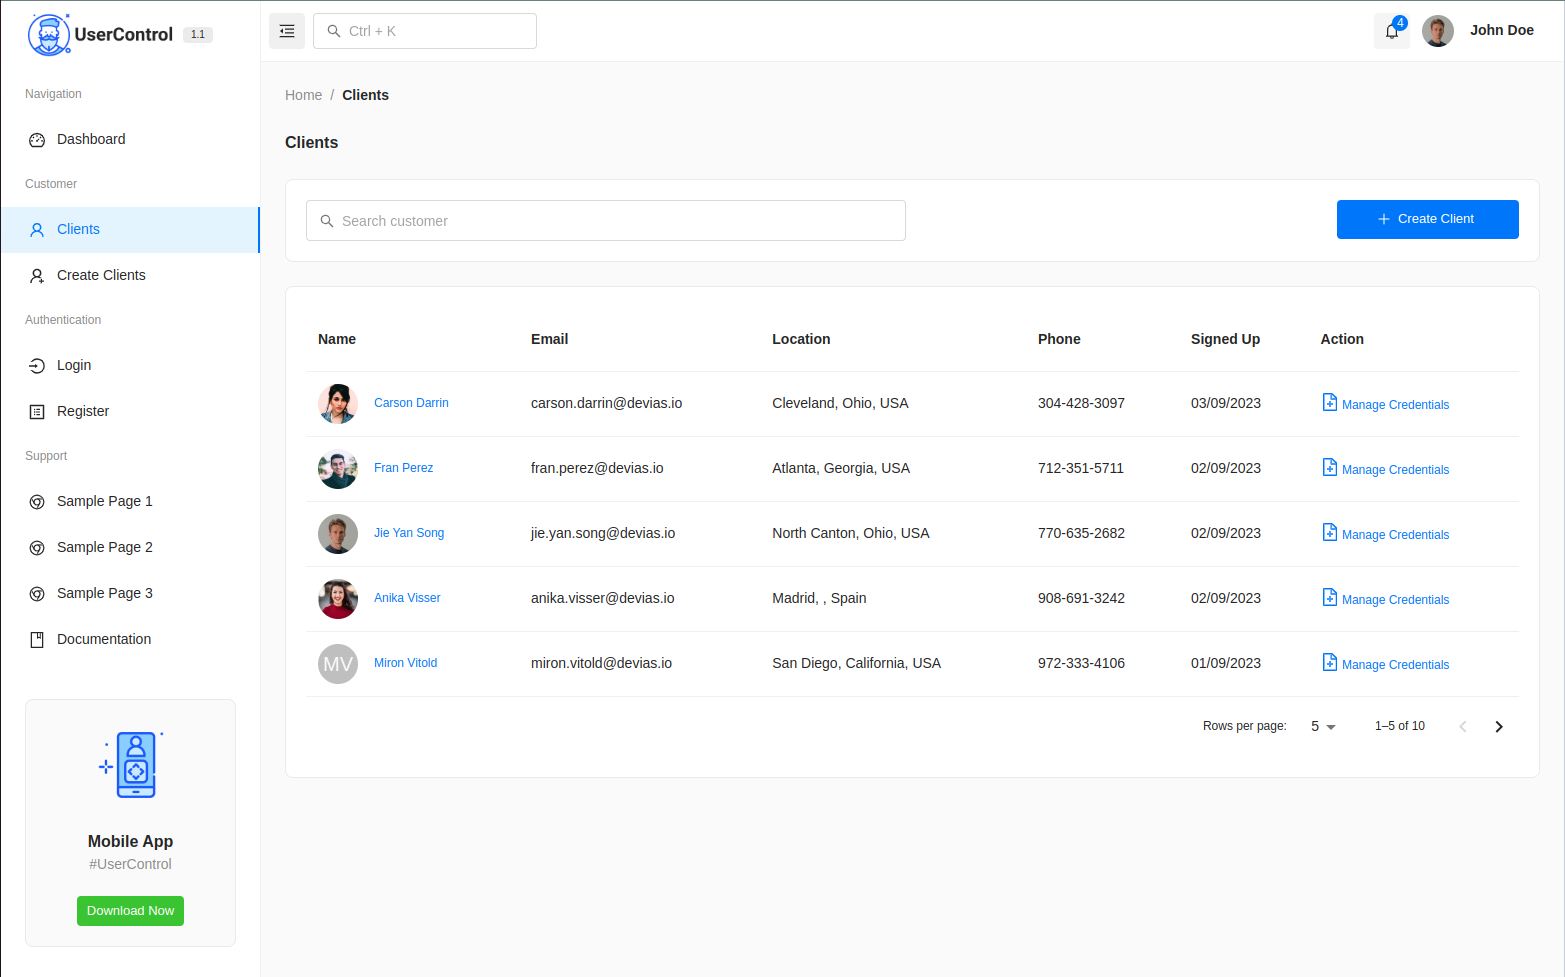 UserControl 1.1
Ctrl + K
4
John Doe
Navigation
Dashboard
Customer
Clients
Create Clients
Authentication
Login
Register
Support
Sample Page 1
Sample Page 2
Sample Page 3
Documentation
Mobile App
#UserControl
Download Now
Home / Clients
Clients
Search customer
Create Client
Name Email Location Phone Signed Up Action
Carson Darrin carson.darrin@devias.io Cleveland, Ohio, USA 304-428-3097 03/09/2023 Manage Credentials
Fran Perez fran.perez@devias.io Atlanta, Georgia, USA 712-351-5711 02/09/2023 Manage Credentials
Jie Yan Song jie.yan.song@devias.io North Canton, Ohio, USA 770-635-2682 02/09/2023 Manage Credentials
Anika Visser anika.visser@devias.io Madrid, , Spain 908-691-3242 02/09/2023 Manage Credentials
MV Miron Vitold miron.vitold@devias.io San Diego, California, USA 972-333-4106 01/09/2023 Manage Credentials
Rows per page: 5 1–5 of 10